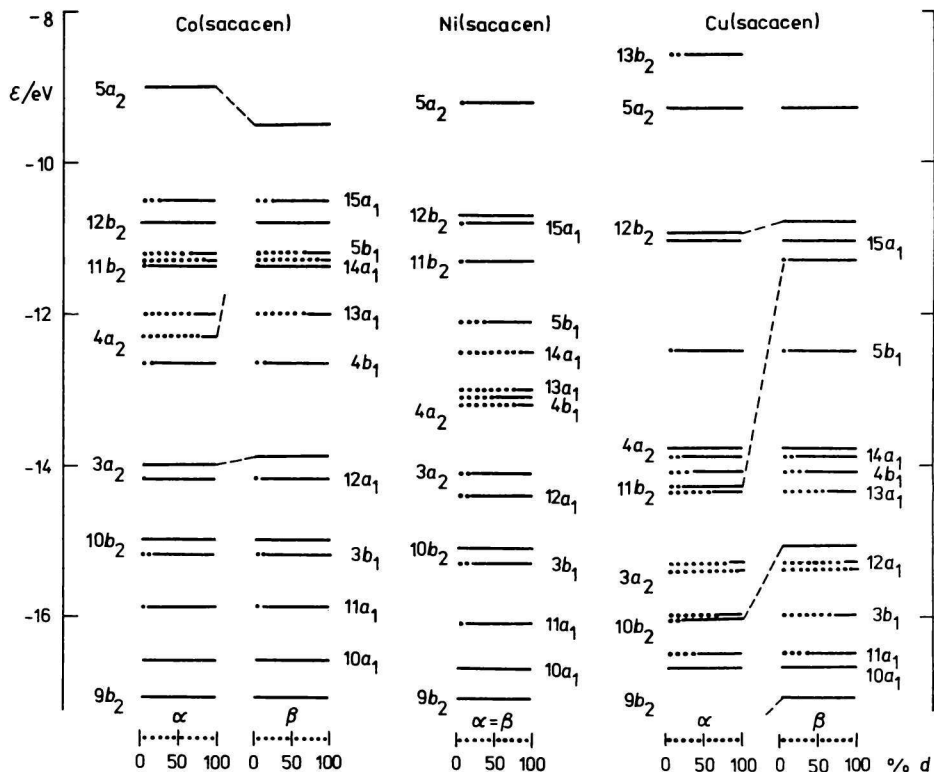 -8
Co(sacacen) Ni(sacacen) Cu(sacacen)
13b₂
ε/eV
5a₂ 5a₂ 5a₂
-10
15a₁
12b₂ 12b₂ 15a₁ 12b₂
5b₁ 15a₁
11b₂ 14a₁ 11b₂
-12
13a₁ 5b₁
4a₂ 14a₁ 5b₁
4b₁
13a₁
4a₂ 4b₁
4a₂
-14
3a₂ 3a₂ 14a₁
12a₁ 12a₁ 4b₁
11b₂ 13a₁
10b₂ 10b₂
3b₁ 3b₁ 3a₂ 12a₁
-16
11a₁ 11a₁ 10b₂ 3b₁
10a₁ 10a₁ 11a₁
10a₁
9b₂ 9b₂ 9b₂
α β α=β α β
0 50 100 0 50 100 0 50 100 0 50 100 0 50 100 % d